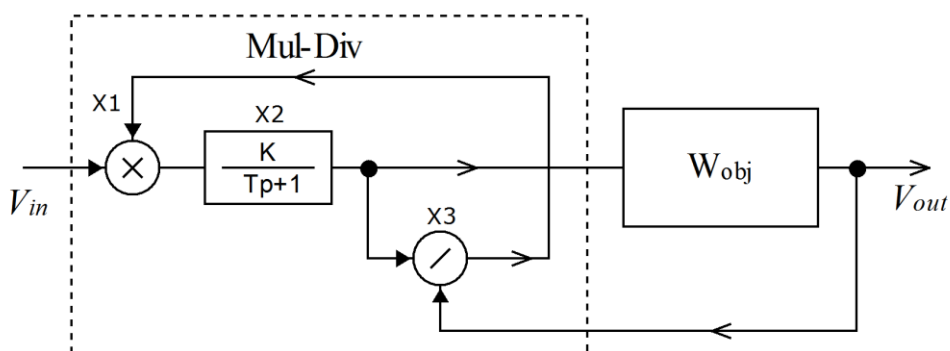 Mul-Div
X1
X2
K
Tp+1
V_in
W_obj
V_out
X3